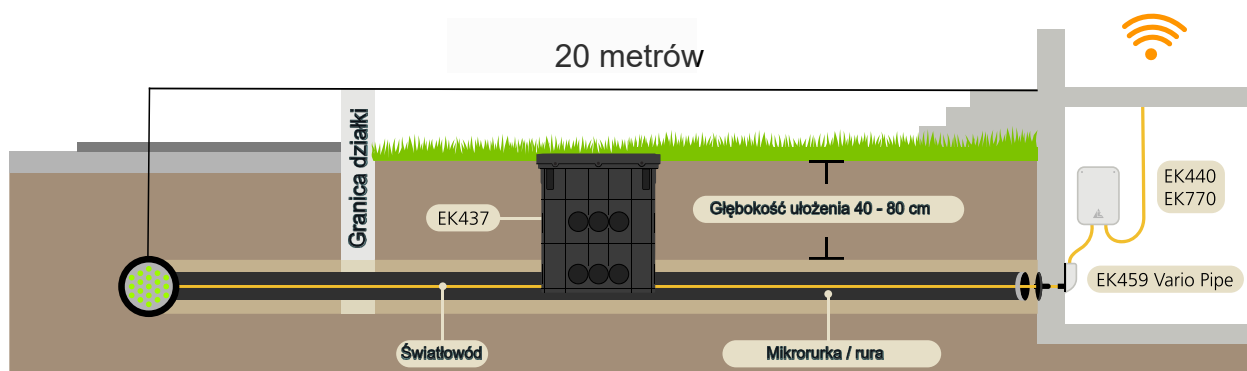 20 metrów
Granica działki
EK437
Głębokość ułożenia 40 - 80 cm
EK440
EK770
EK459 Vario Pipe
Światłowód
Mikrorurka / rura